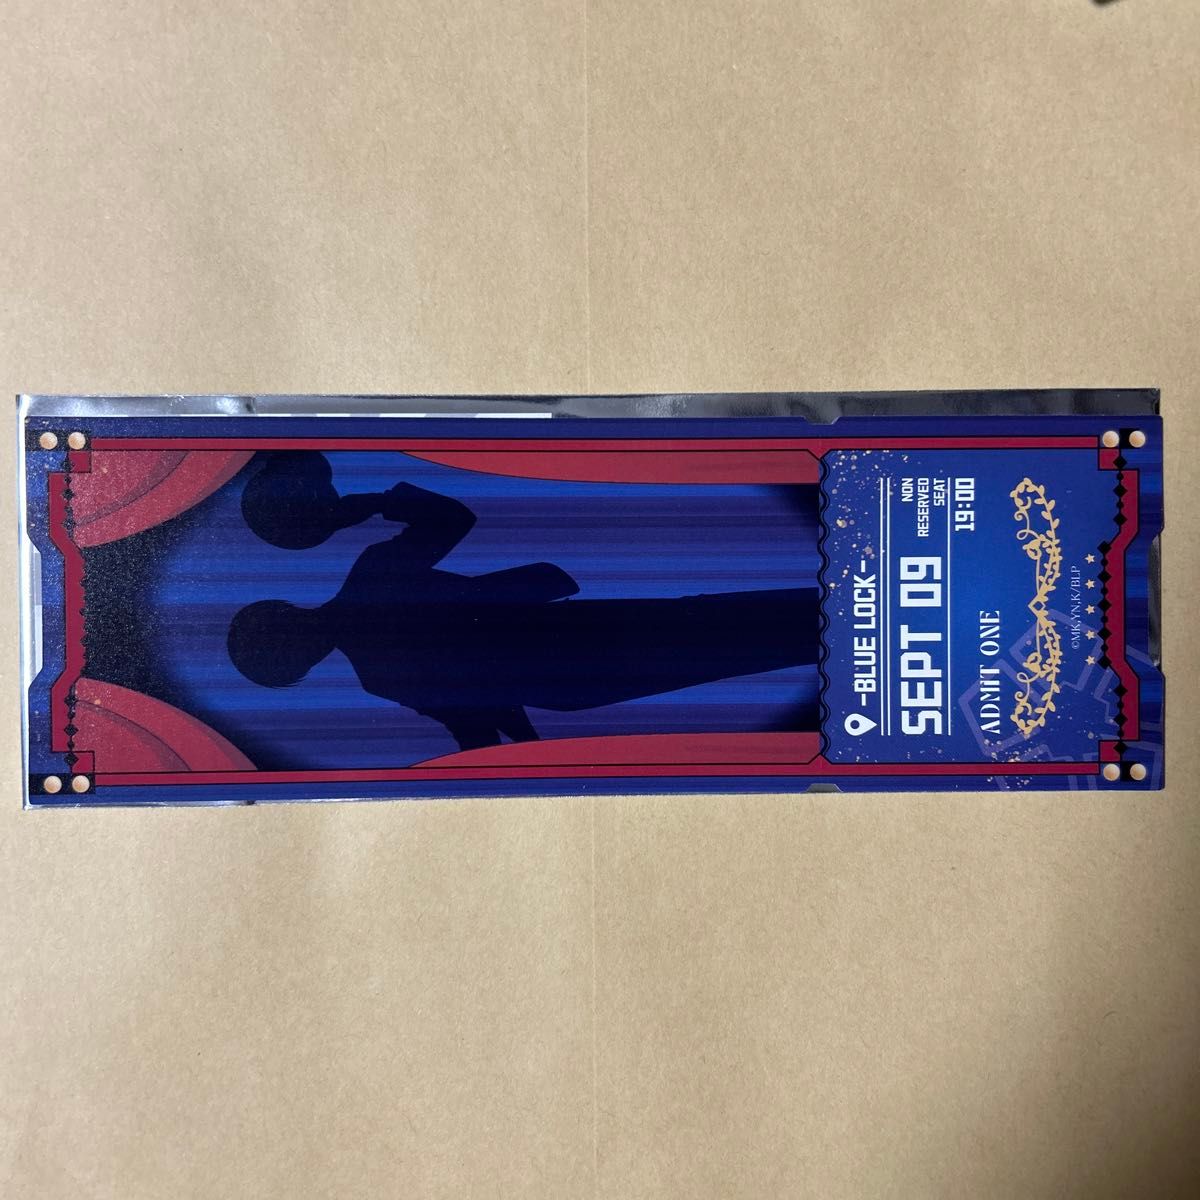 -BLUE LOCK-
SEPT 09
NON
RESERVED
SEAT
19:00
ADMiT ONE
©MK,YN,K/BLP